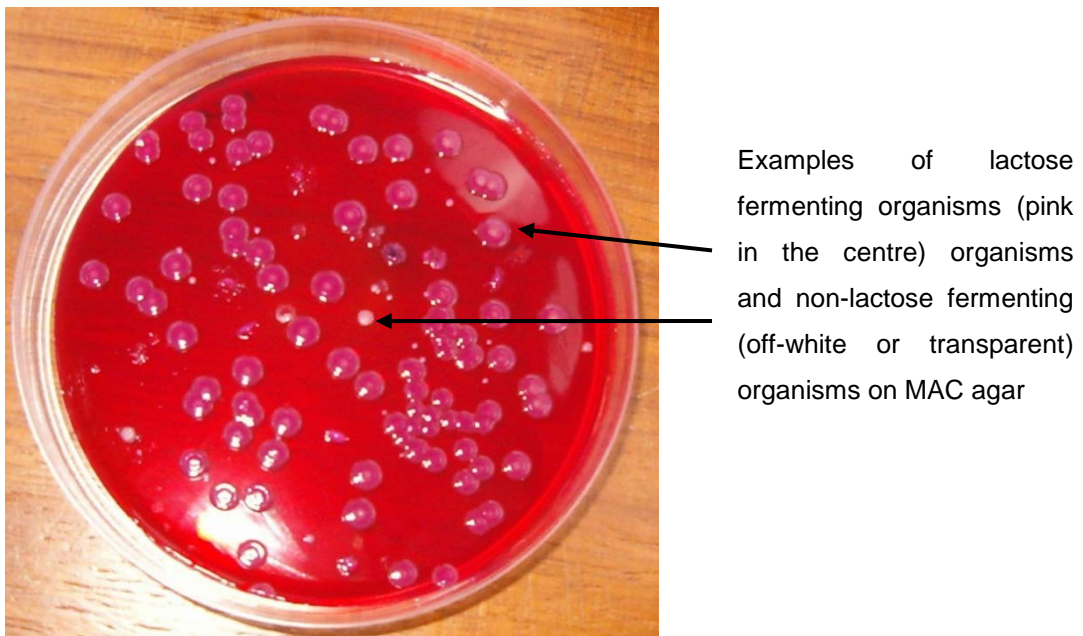 Examples of lactose
fermenting organisms (pink
in the centre) organisms
and non-lactose fermenting
(off-white or transparent)
organisms on MAC agar